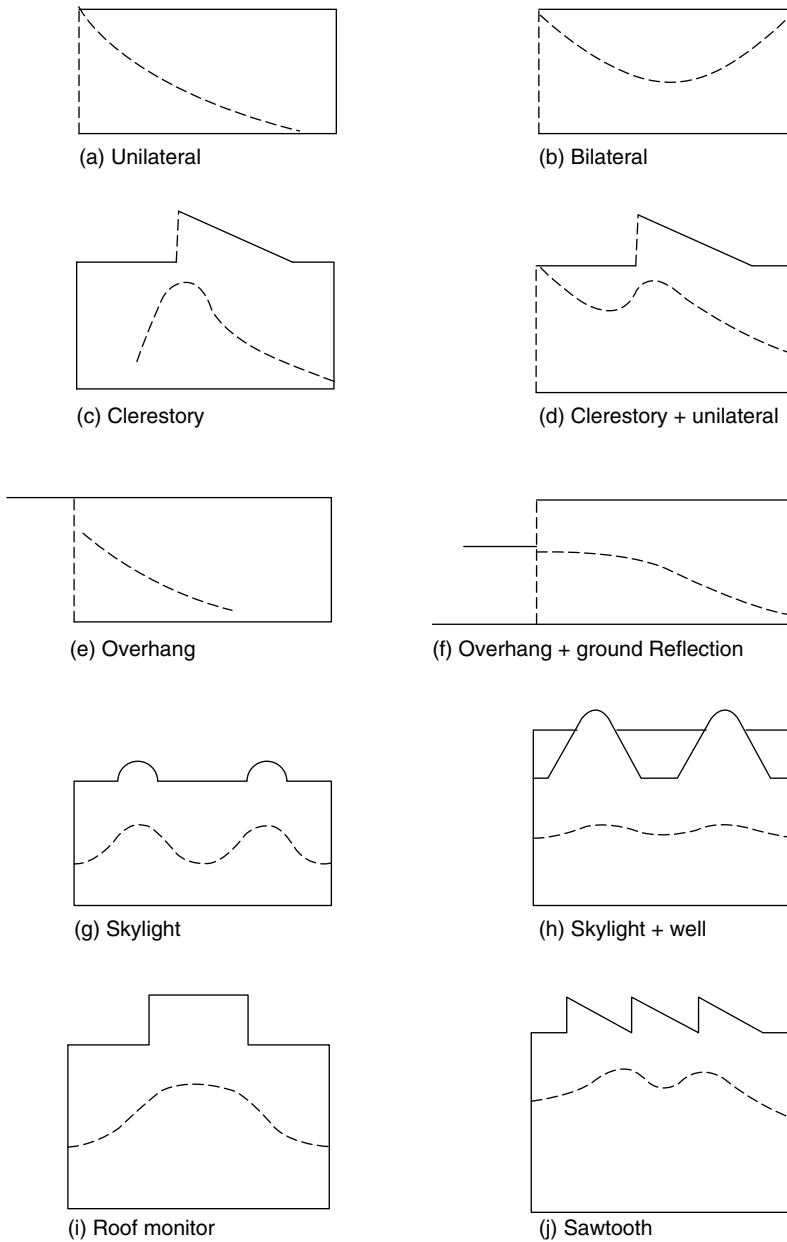 (a) Unilateral
(b) Bilateral
(c) Clerestory
(d) Clerestory + unilateral
(e) Overhang
(f) Overhang + ground Reflection
(g) Skylight
(h) Skylight + well
(i) Roof monitor
(j) Sawtooth